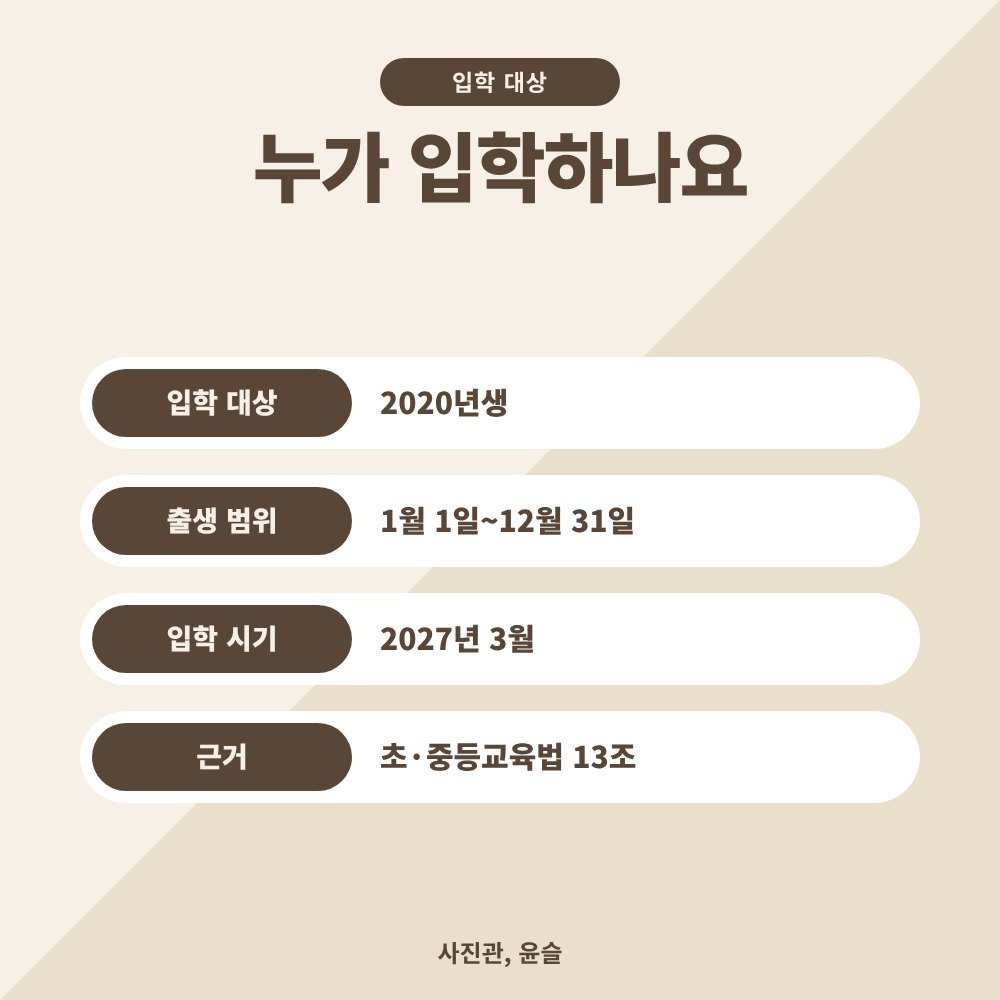 입학 대상
누가 입학하나요
입학 대상 2020년생
출생 범위 1월 1일~12월 31일
입학 시기 2027년 3월
근거 초·중등교육법 13조
사진관, 윤슬